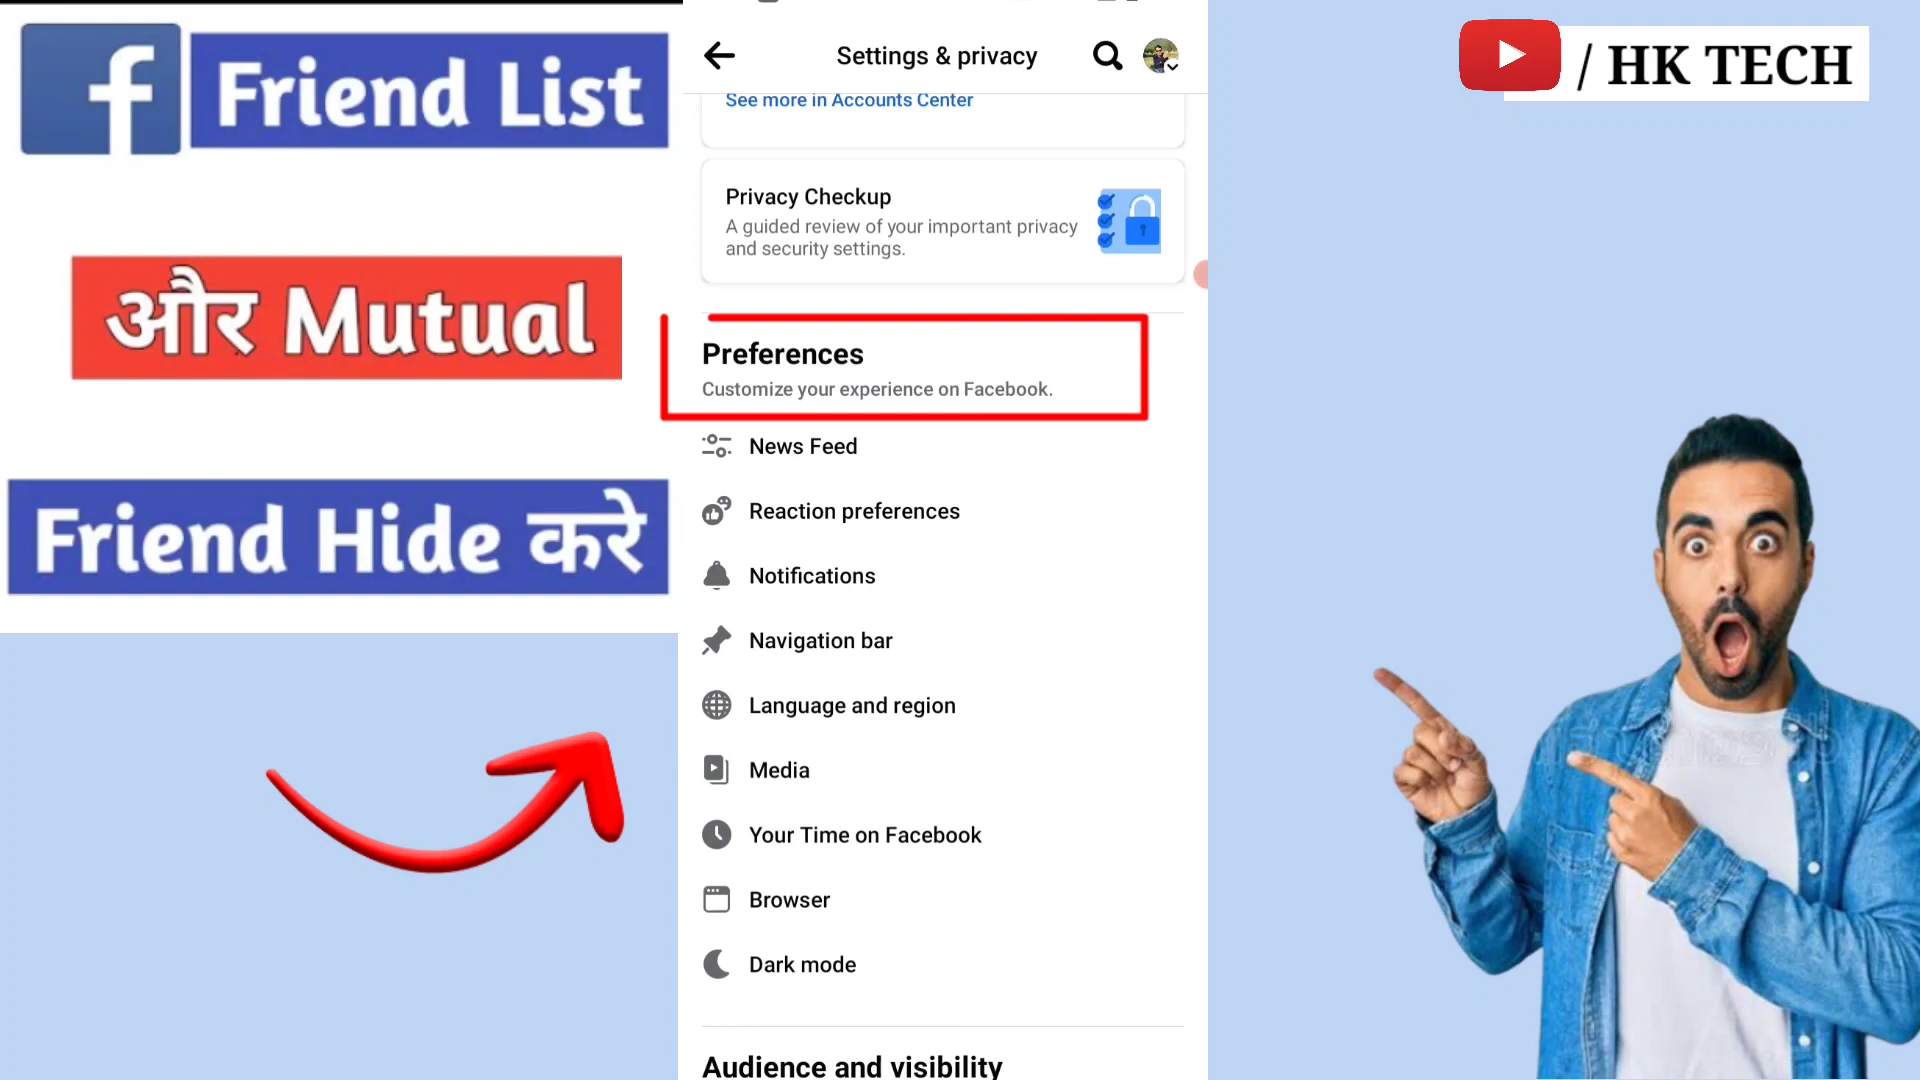 f Friend List
और Mutual
Friend Hide करे
Settings & privacy
See more in Accounts Center
Privacy Checkup
A guided review of your important privacy
and security settings.
Preferences
Customize your experience on Facebook.
News Feed
Reaction preferences
Notifications
Navigation bar
Language and region
Media
Your Time on Facebook
Browser
Dark mode
Audience and visibility
/ HK TECH